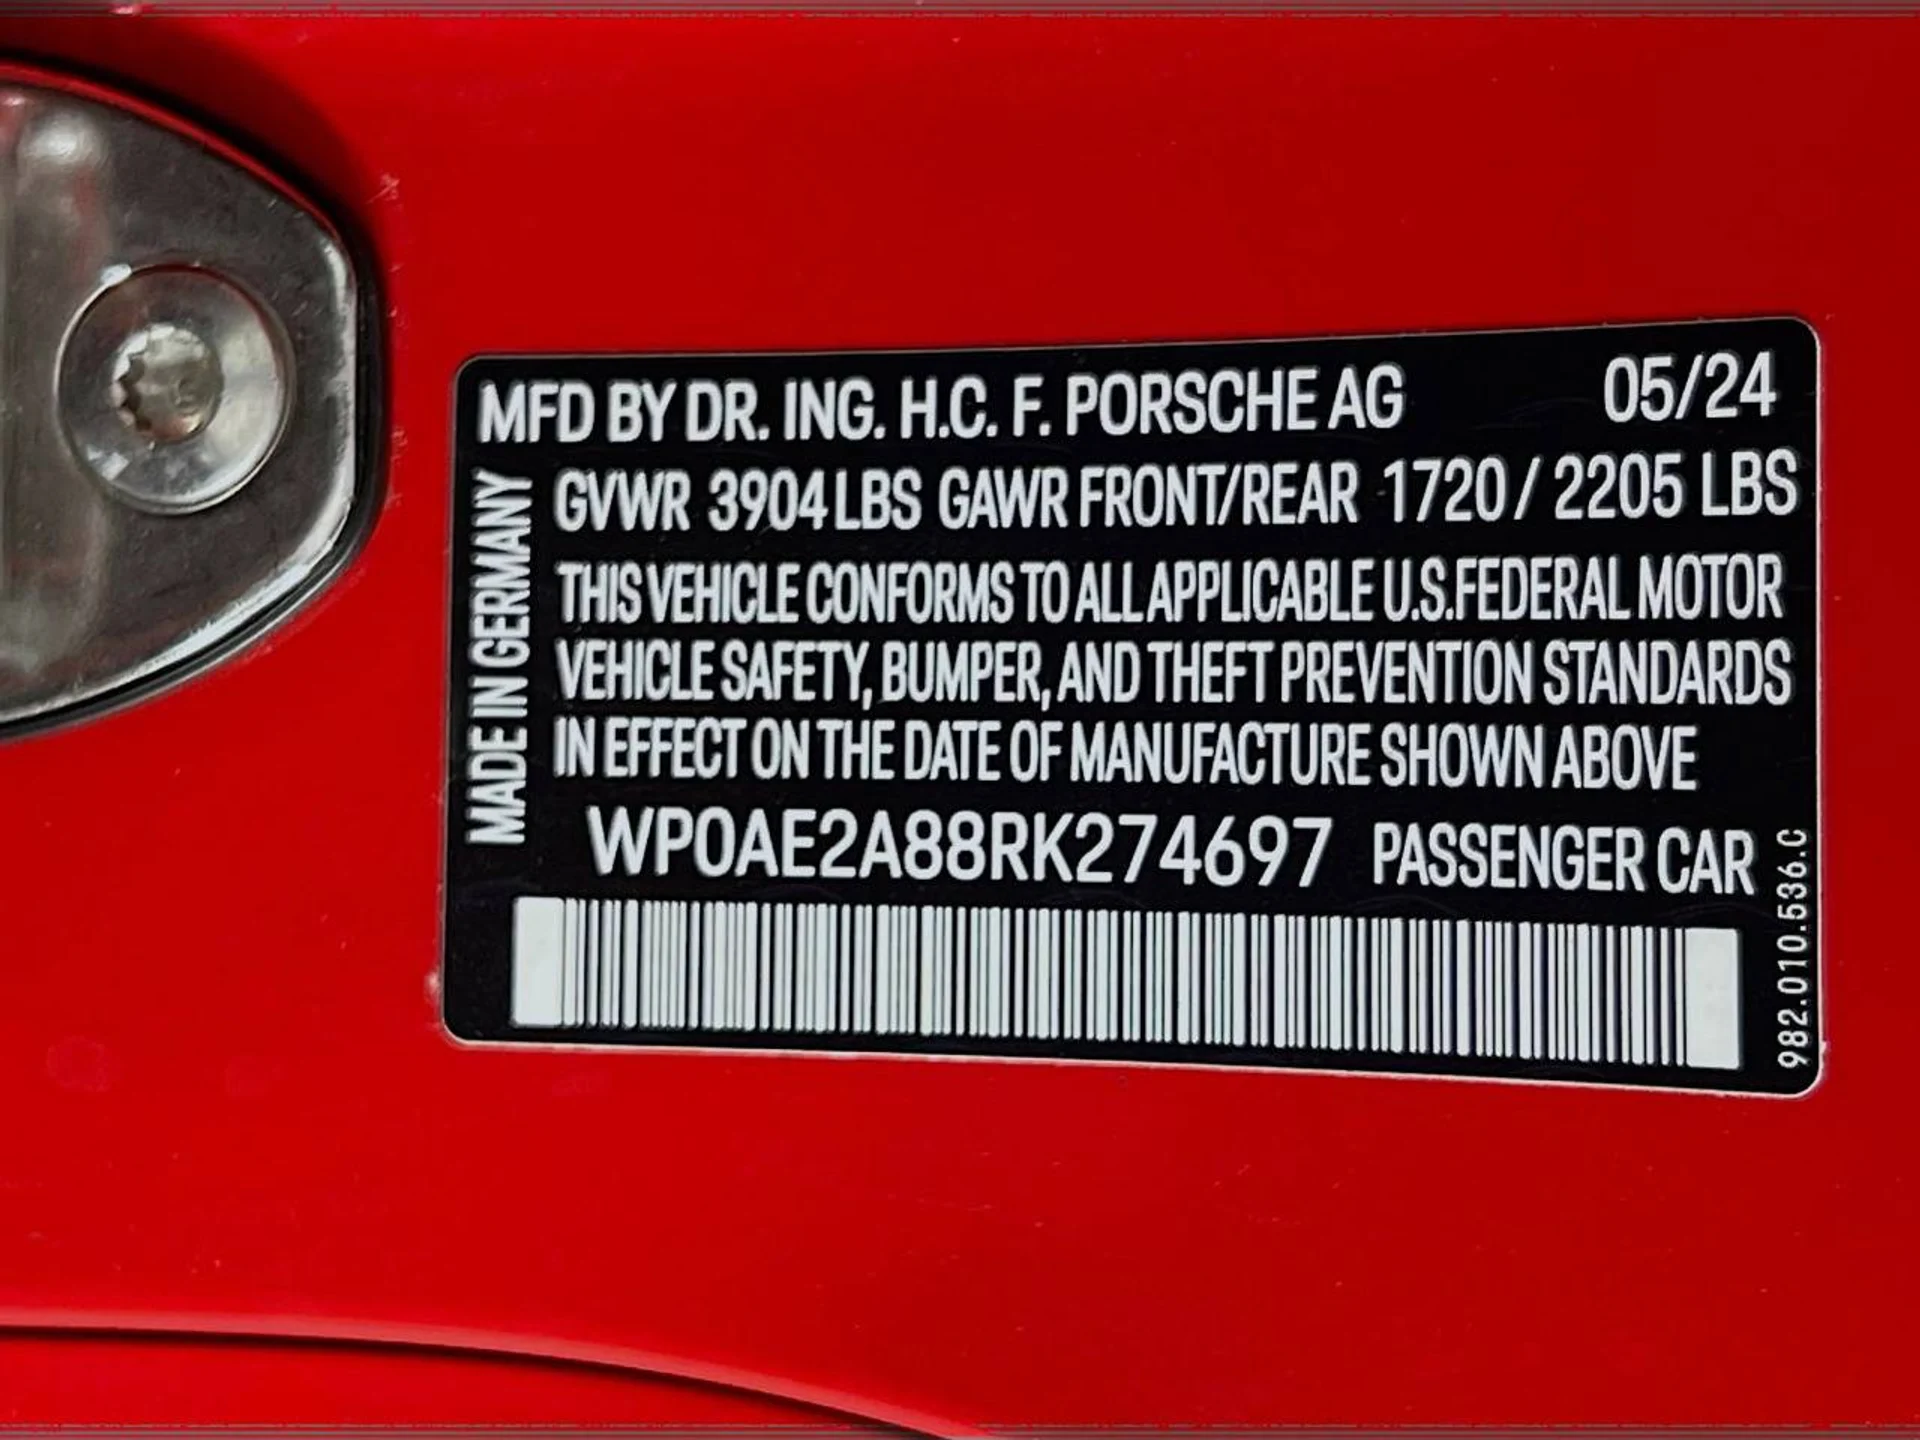 MFD BY DR. ING. H.C. F. PORSCHE AG 05/24
GVWR 3904 LBS GAWR FRONT/REAR 1720 / 2205 LBS
THIS VEHICLE CONFORMS TO ALL APPLICABLE U.S.FEDERAL MOTOR
VEHICLE SAFETY, BUMPER, AND THEFT PREVENTION STANDARDS
IN EFFECT ON THE DATE OF MANUFACTURE SHOWN ABOVE
WP0AE2A88RK274697 PASSENGER CAR
MADE IN GERMANY
982.010.536.C